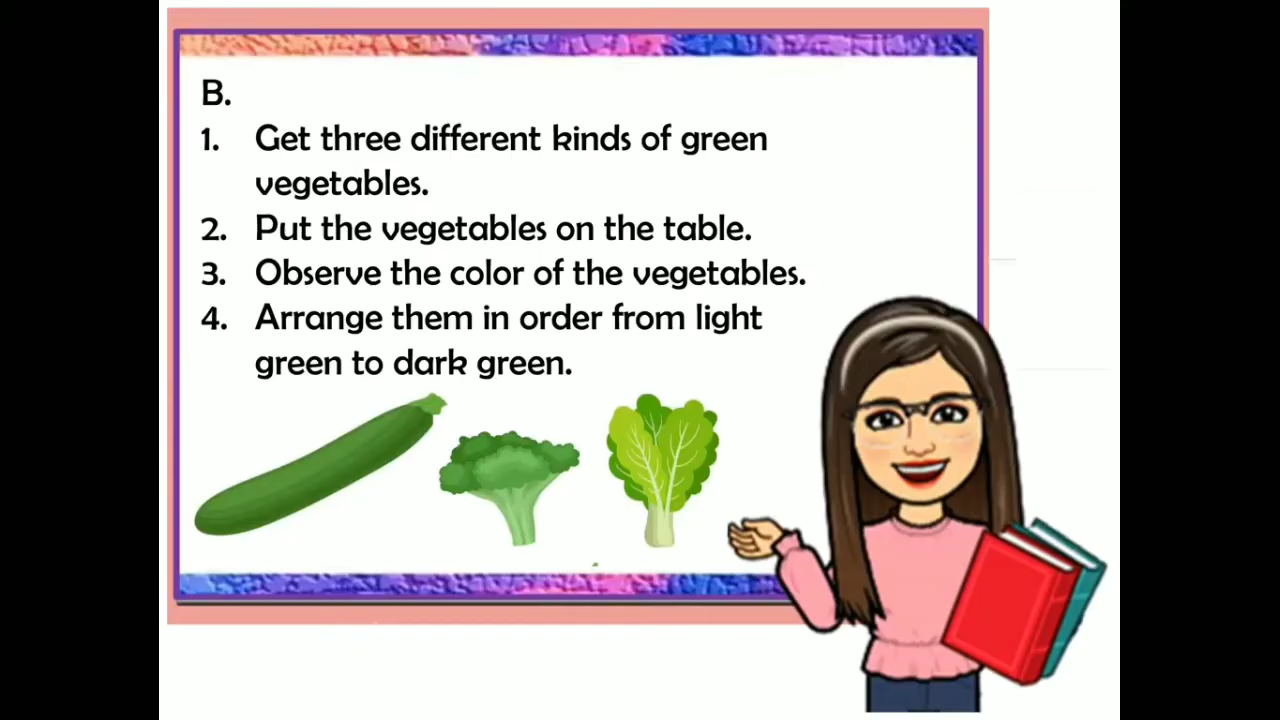 B.
1. Get three different kinds of green
vegetables.
2. Put the vegetables on the table.
3. Observe the color of the vegetables.
4. Arrange them in order from light
green to dark green.